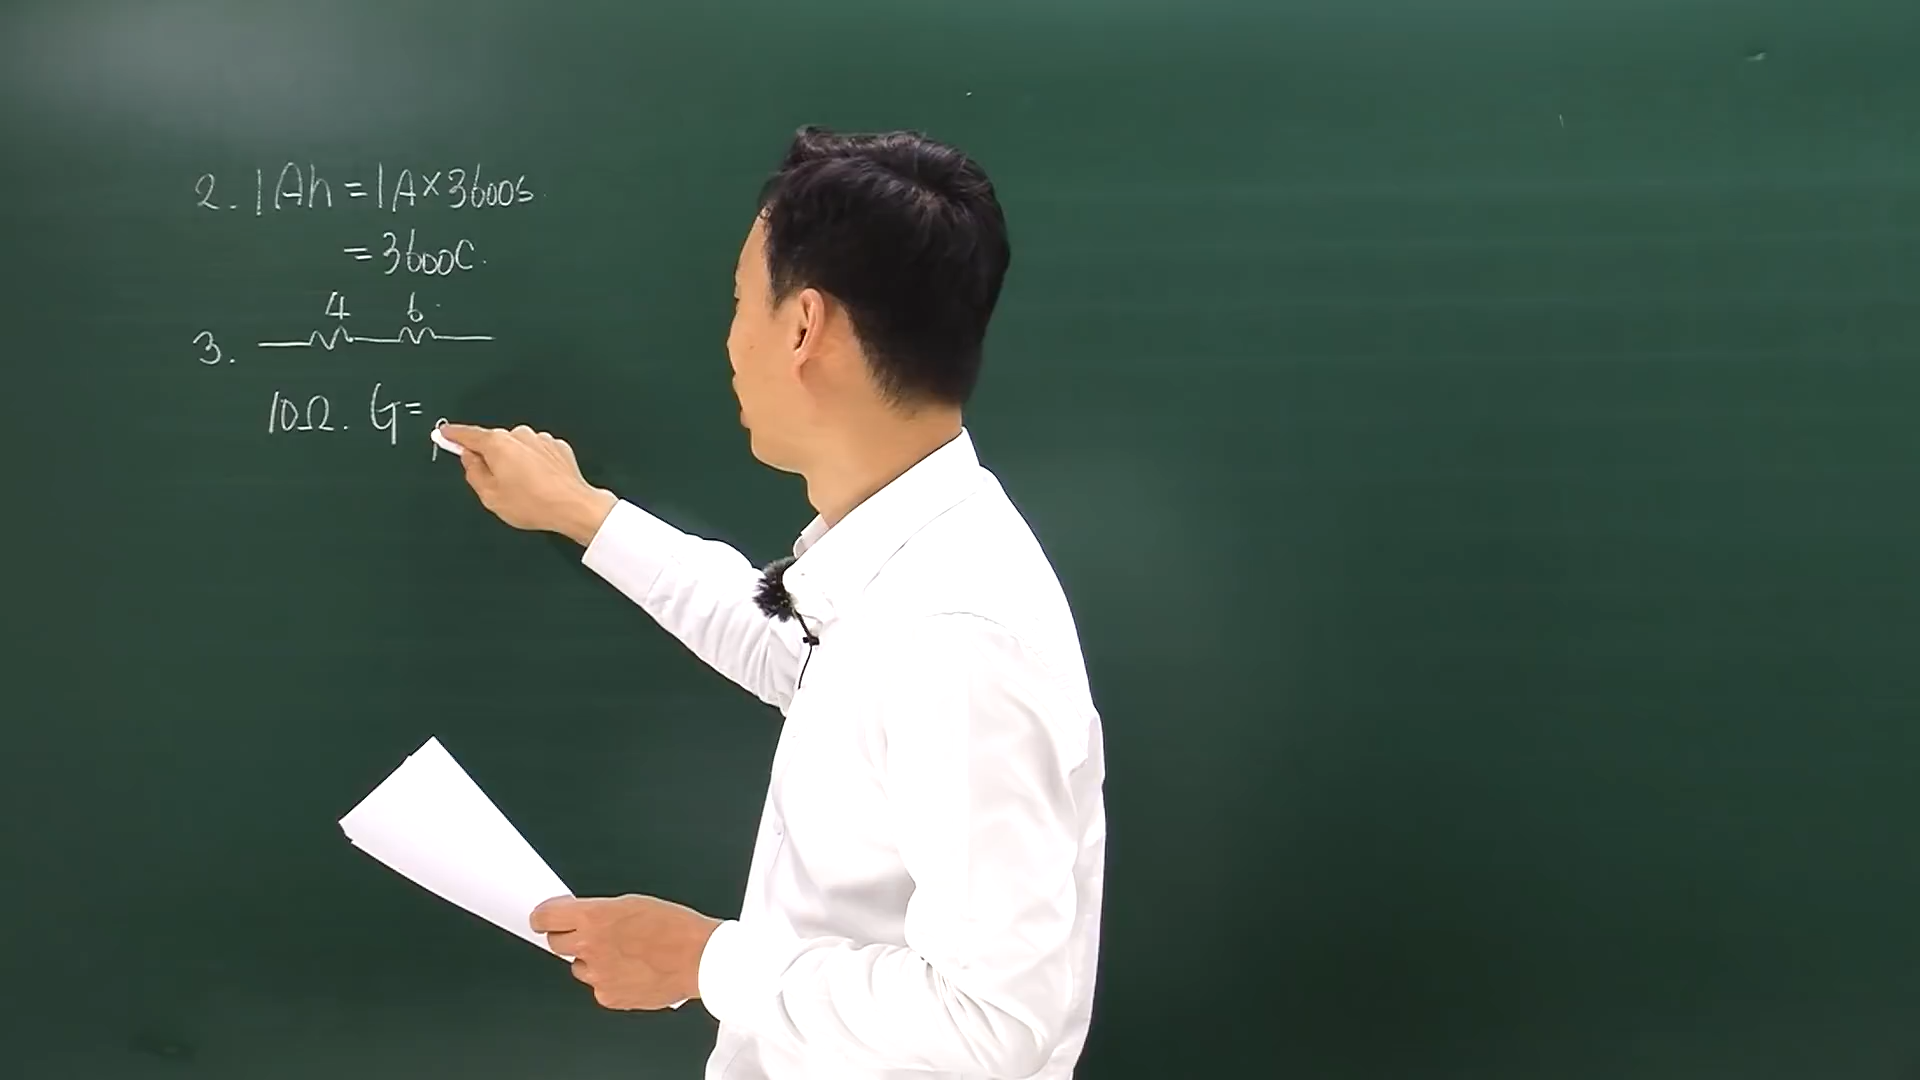 2. 1Ah = 1A×3600s
= 3600C.
4 6
3.
10Ω. G=